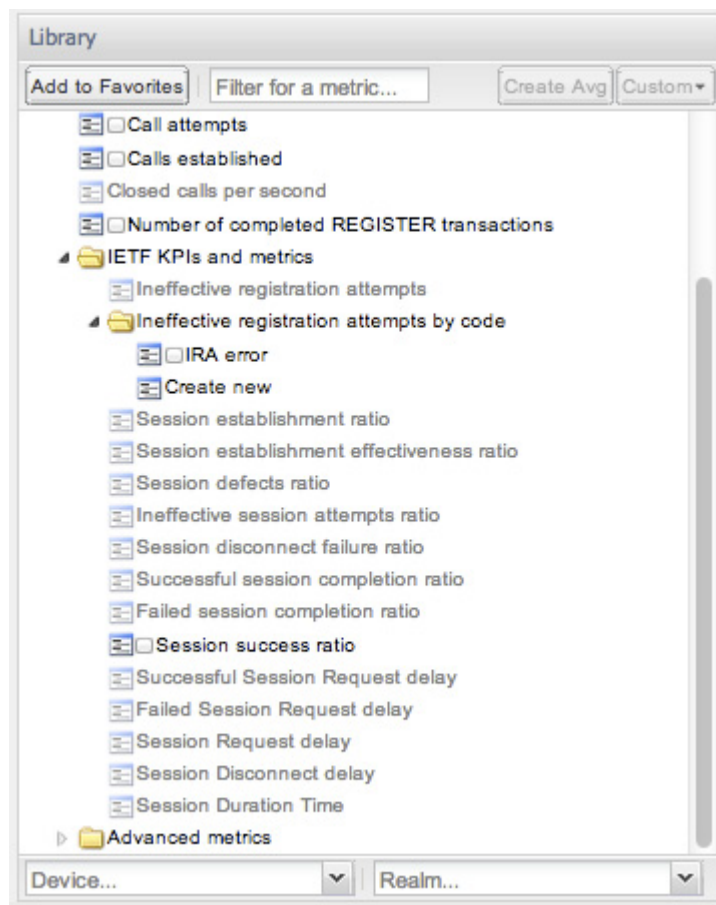 Library
Add to Favorites Filter for a metric... Create Avg Custom
Call attempts
Calls established
Closed calls per second
Number of completed REGISTER transactions
IETF KPIs and metrics
Ineffective registration attempts
Ineffective registration attempts by code
IRA error
Create new
Session establishment ratio
Session establishment effectiveness ratio
Session defects ratio
Ineffective session attempts ratio
Session disconnect failure ratio
Successful session completion ratio
Failed session completion ratio
Session success ratio
Successful Session Request delay
Failed Session Request delay
Session Request delay
Session Disconnect delay
Session Duration Time
Advanced metrics
Device... Realm...